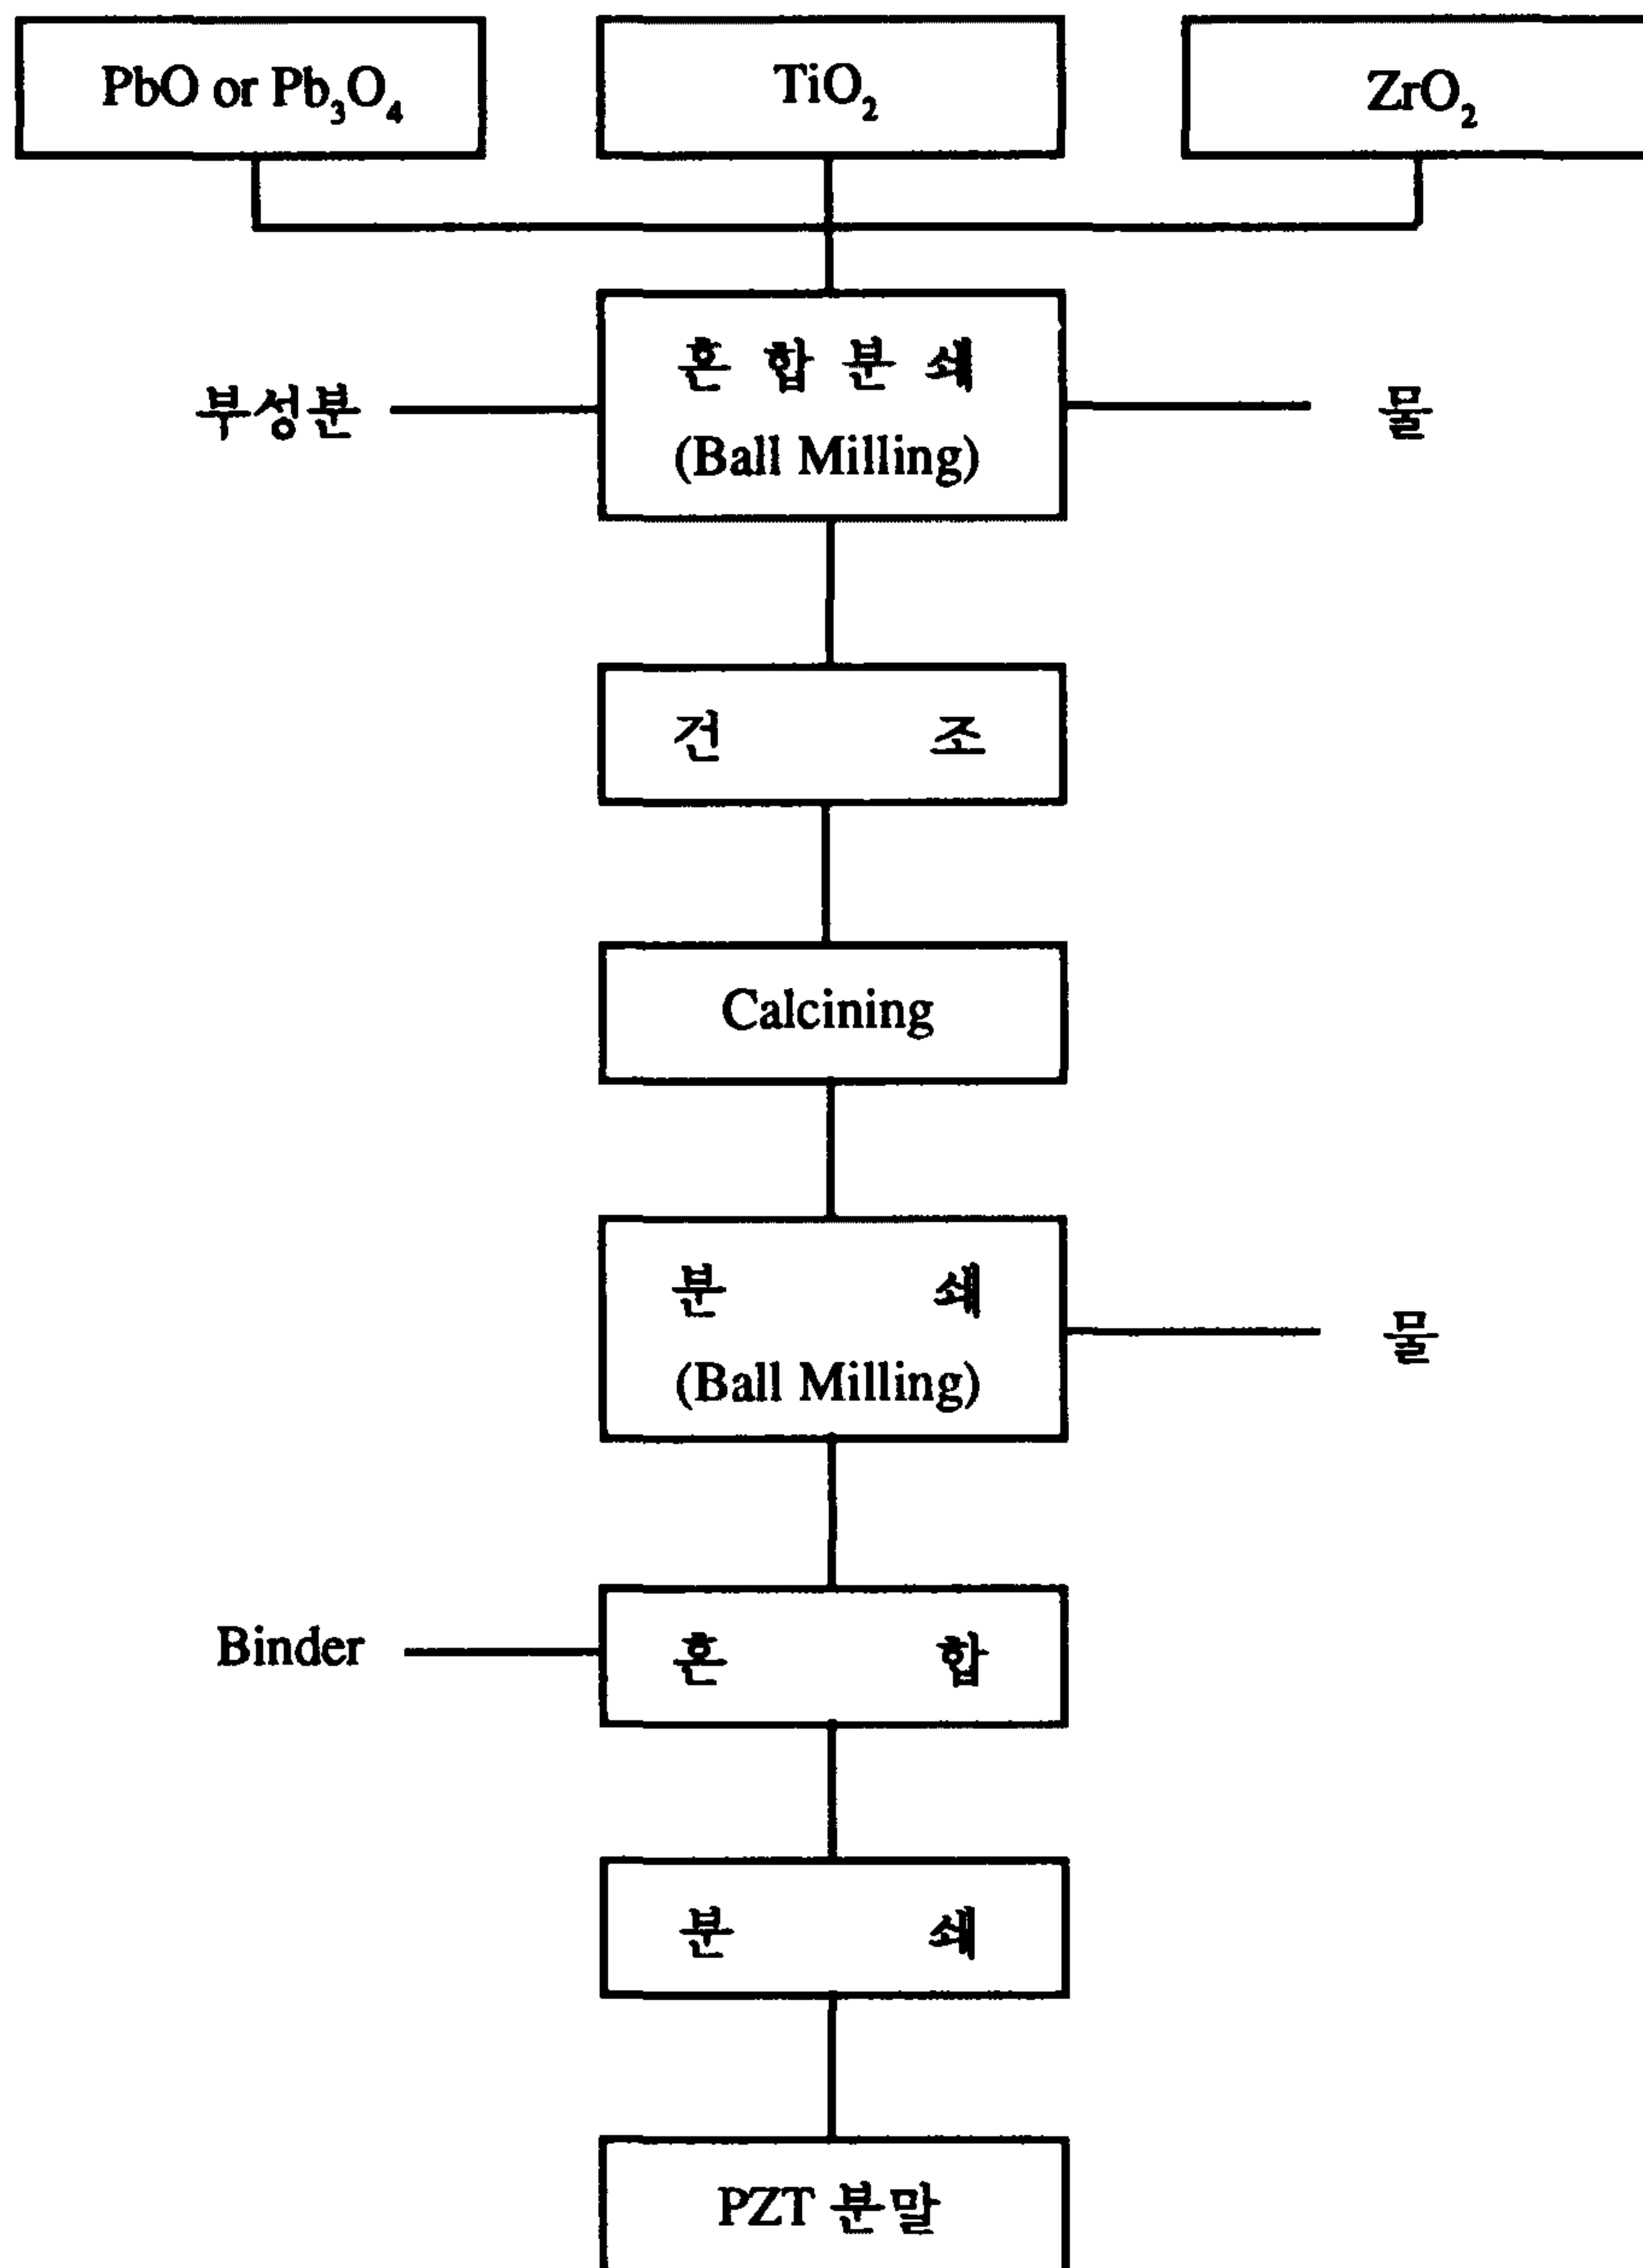 PbO or Pb₃O₄
TiO₂
ZrO₂
혼 합 분 쇄
부성분
물
(Ball Milling)
건 조
Calcining
분 쇄
물
(Ball Milling)
Binder
혼 합
분 쇄
PZT 분말